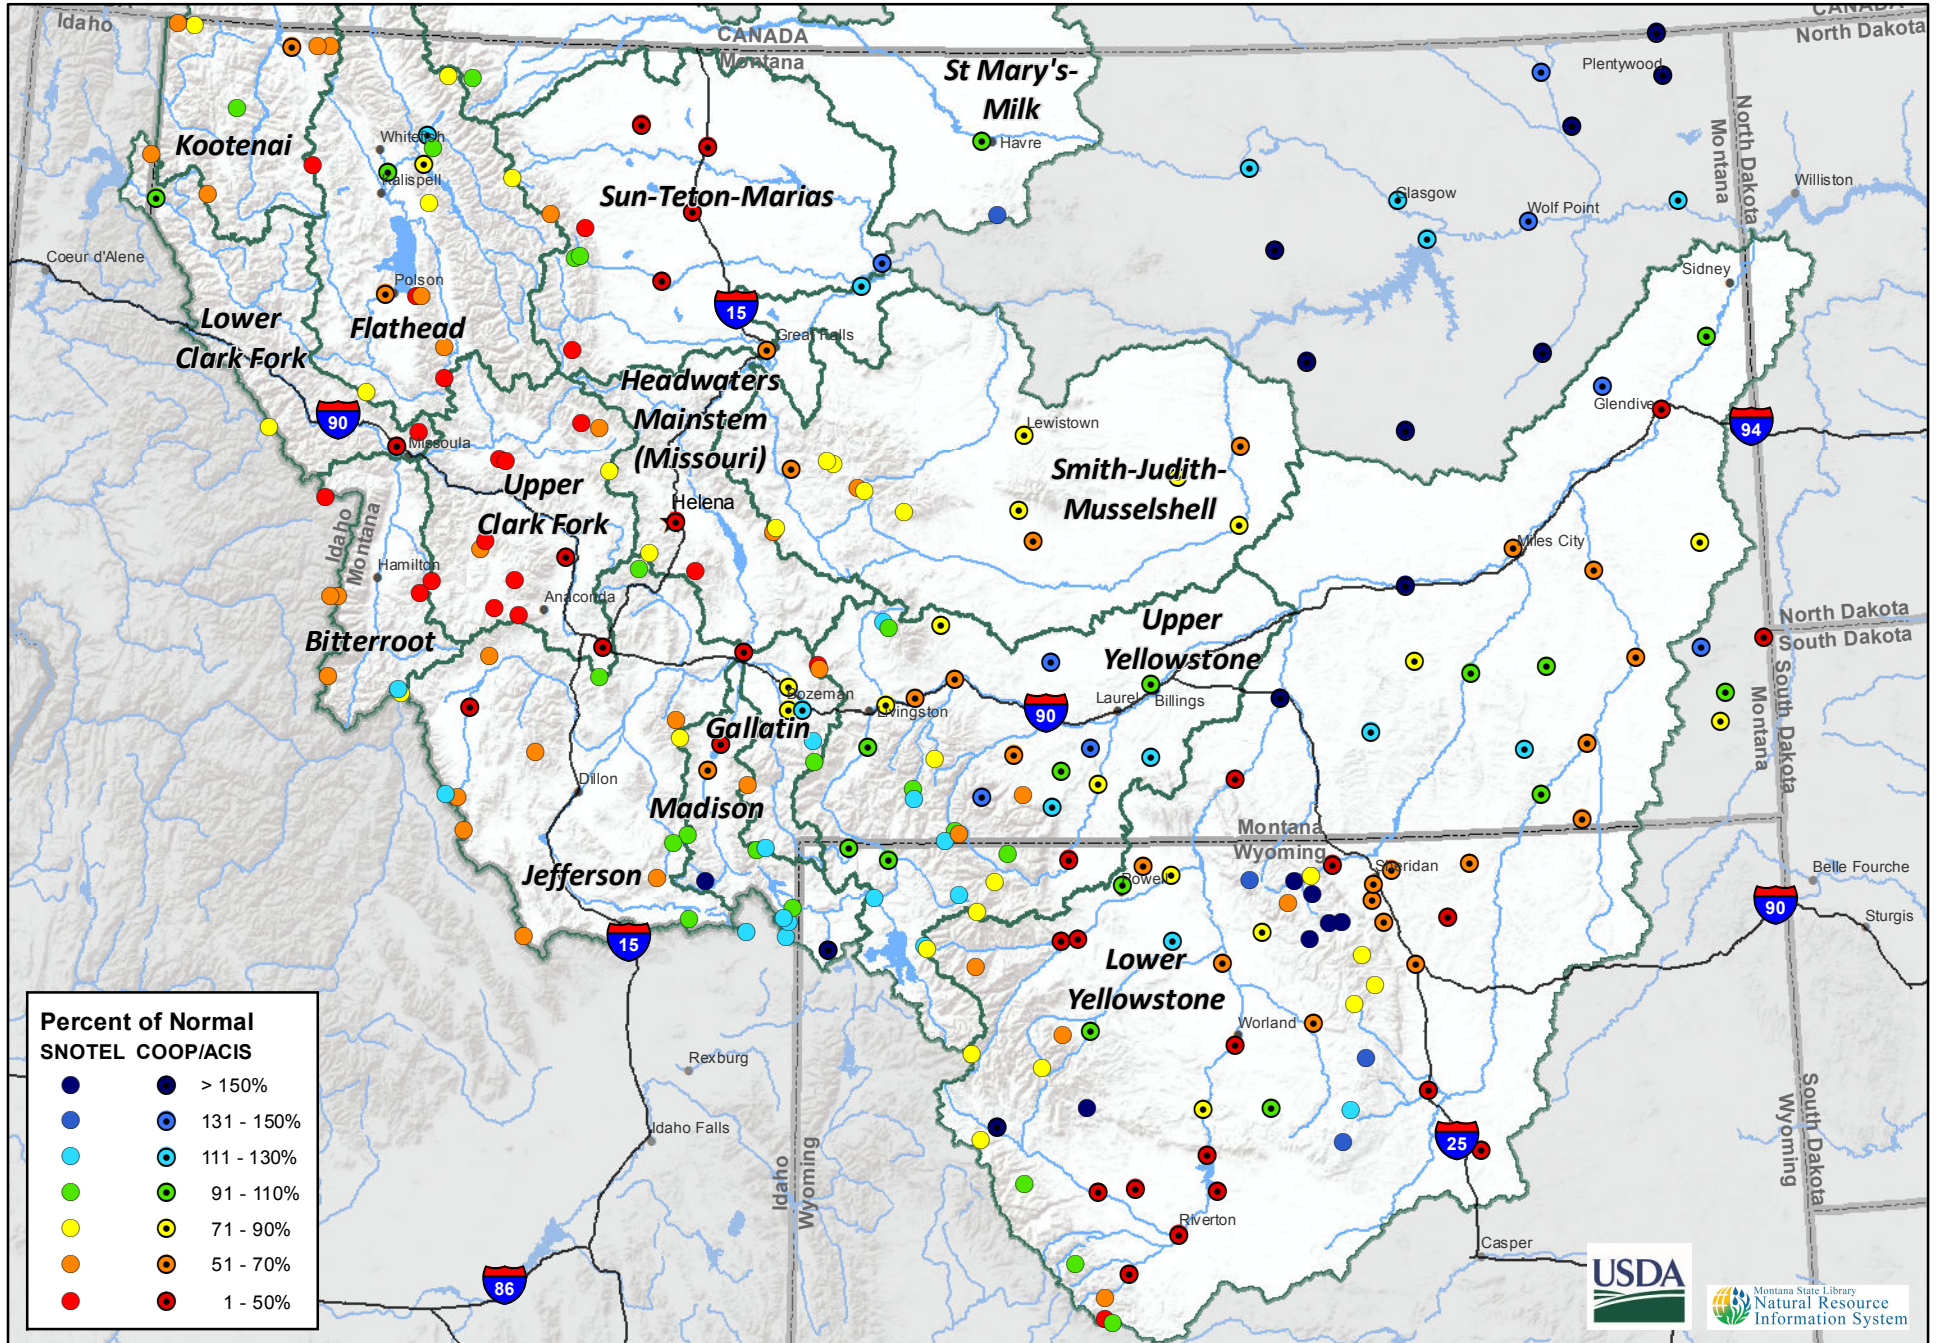 Idaho
CANADA
Montana
CANADA
North Dakota
St Mary's-
Milk
Plentywood
Kootenai
Whitefish
Havre
North Dakota
Montana
Kalispell
Sun-Teton-Marias
Glasgow
Wolf Point
Williston
Coeur d'Alene
Polson
Sidney
15
Lower
Clark Fork
Flathead
Great Falls
Headwaters
Mainstem
(Missouri)
90
Missoula
Lewistown
Glendive
94
Smith-Judith-
Musselshell
Upper
Clark Fork
Helena
Idaho
Montana
Miles City
Hamilton
Anaconda
Bitterroot
Upper
Yellowstone
North Dakota
South Dakota
Bozeman
Livingston
90
Laurel
Billings
Gallatin
South Dakota
Montana
Dillon
Madison
Montana
Wyoming
Jefferson
Powell
Sheridan
Belle Fourche
90
Sturgis
15
Lower
Yellowstone
Worland
Rexburg
Idaho Falls
Idaho
Wyoming
25
South Dakota
Wyoming
Riverton
Casper
86
Percent of Normal
SNOTEL COOP/ACIS
> 150%
131 - 150%
111 - 130%
91 - 110%
71 - 90%
51 - 70%
1 - 50%
USDA
Montana State Library
Natural Resource
Information System